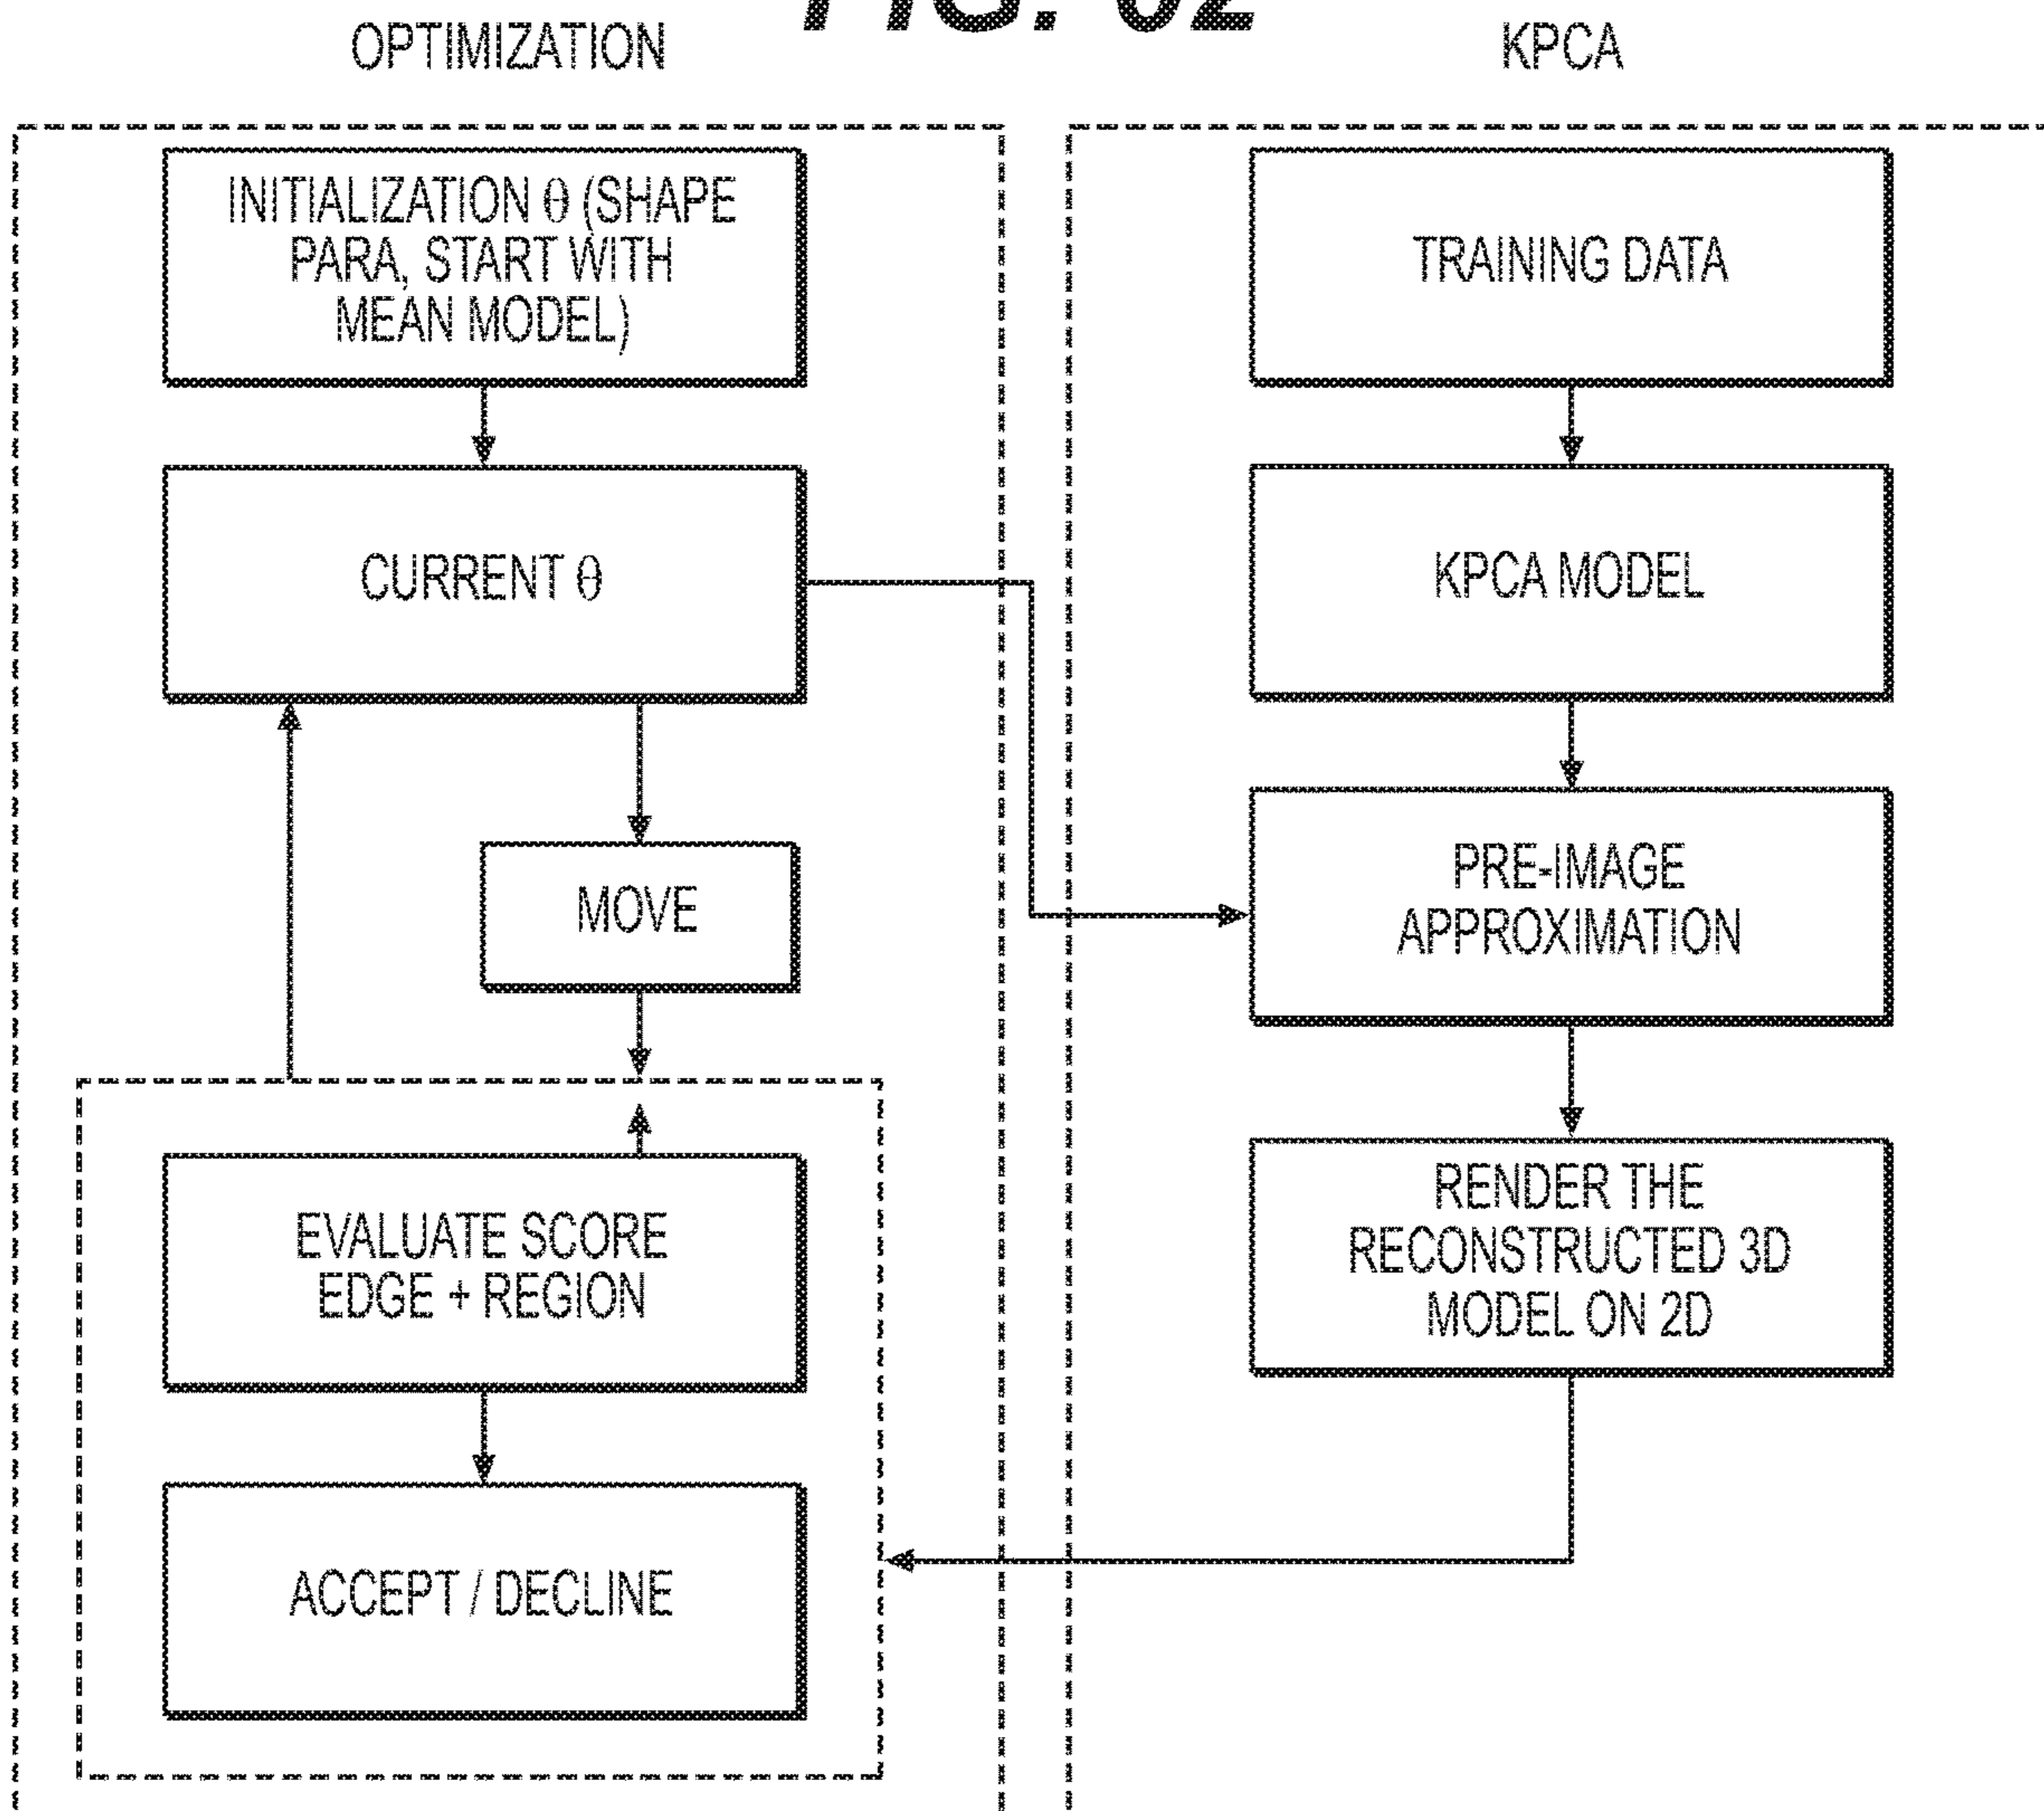 FIG.
OPTIMIZATION
KPCA
INITIALIZATION θ (SHAPE
PARA, START WITH
MEAN MODEL)
CURRENT θ
MOVE
EVALUATE SCORE
EDGE + REGION
ACCEPT / DECLINE
TRAINING DATA
KPCA MODEL
PRE-IMAGE
APPROXIMATION
RENDER THE
RECONSTRUCTED 3D
MODEL ON 2D